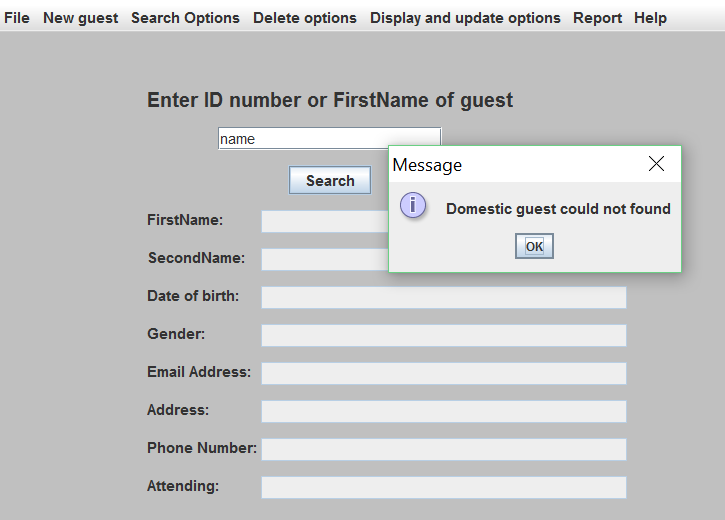 File New guest Search Options Delete options Display and update options Report Help
Enter ID number or FirstName of guest
name
Search
Message
i
Domestic guest could not found
OK
FirstName:
SecondName:
Date of birth:
Gender:
Email Address:
Address:
Phone Number:
Attending: